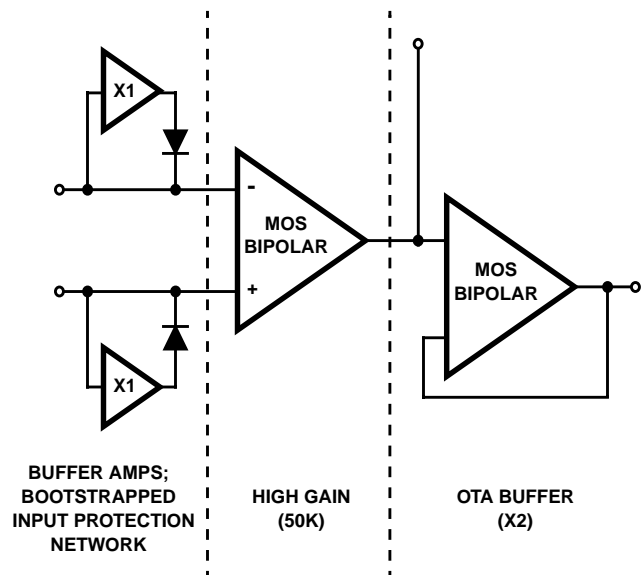 X1
-
MOS
BIPOLAR
MOS
BIPOLAR
+
X1
BUFFER AMPS;
BOOTSTRAPPED
INPUT PROTECTION
NETWORK
HIGH GAIN
(50K)
OTA BUFFER
(X2)